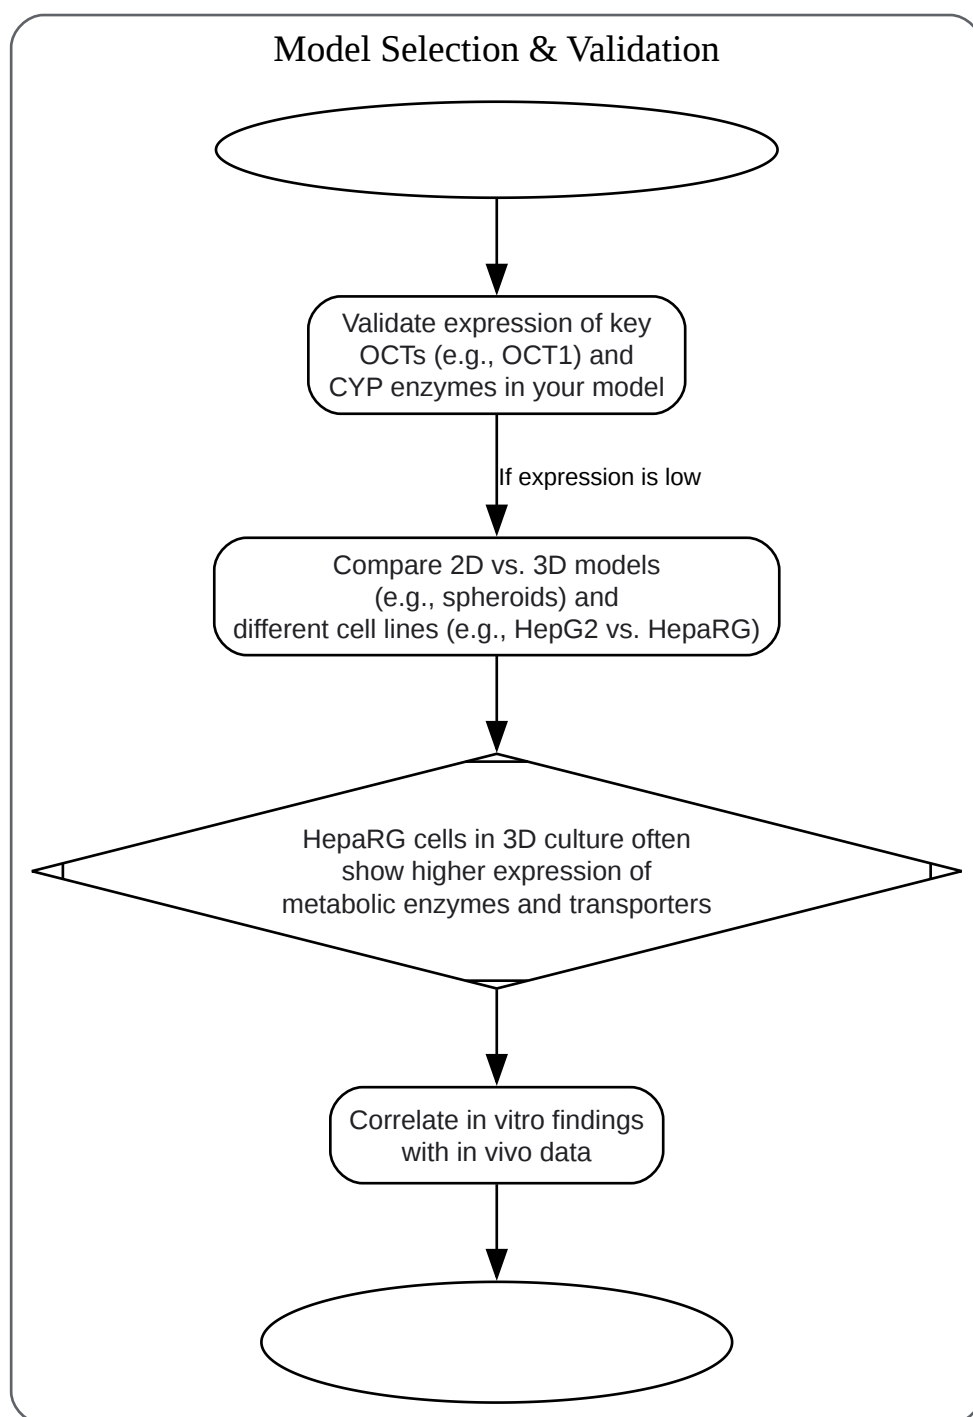 Model Selection & Validation
Validate expression of key
OCTs (e.g., OCT1) and
CYP enzymes in your model
If expression is low
Compare 2D vs. 3D models
(e.g., spheroids) and
different cell lines (e.g., HepG2 vs. HepaRG)
HepaRG cells in 3D culture often
show higher expression of
metabolic enzymes and transporters
Correlate in vitro findings
with in vivo data